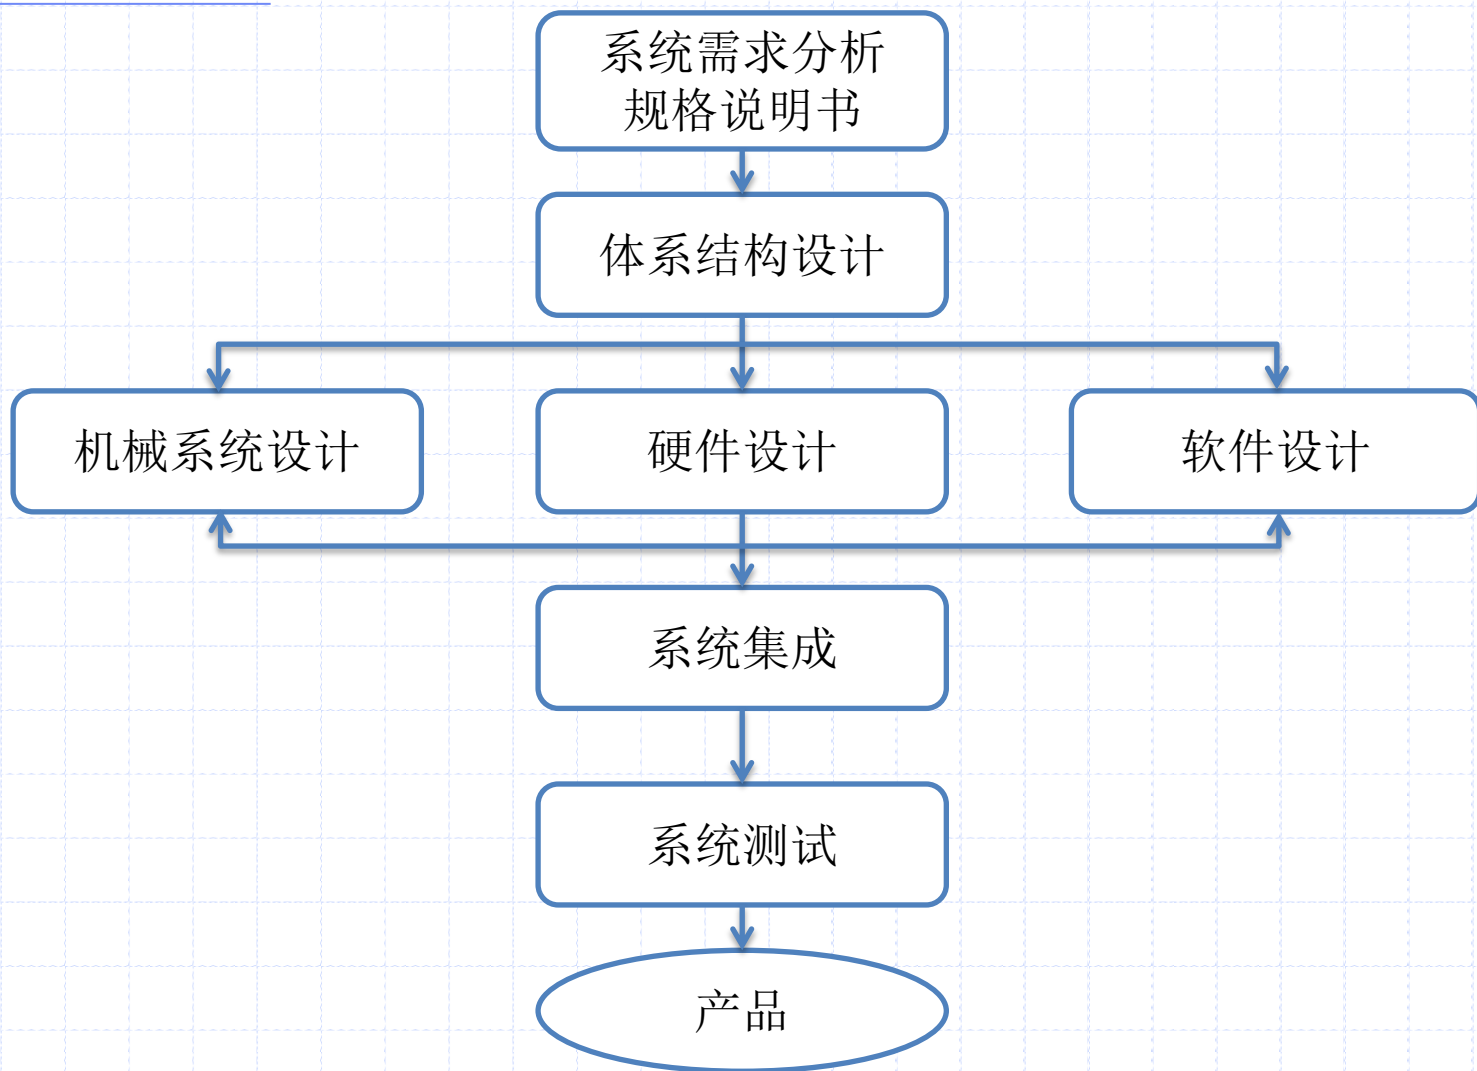 系统需求分析
规格说明书
体系结构设计
机械系统设计
硬件设计
软件设计
系统集成
系统测试
产品